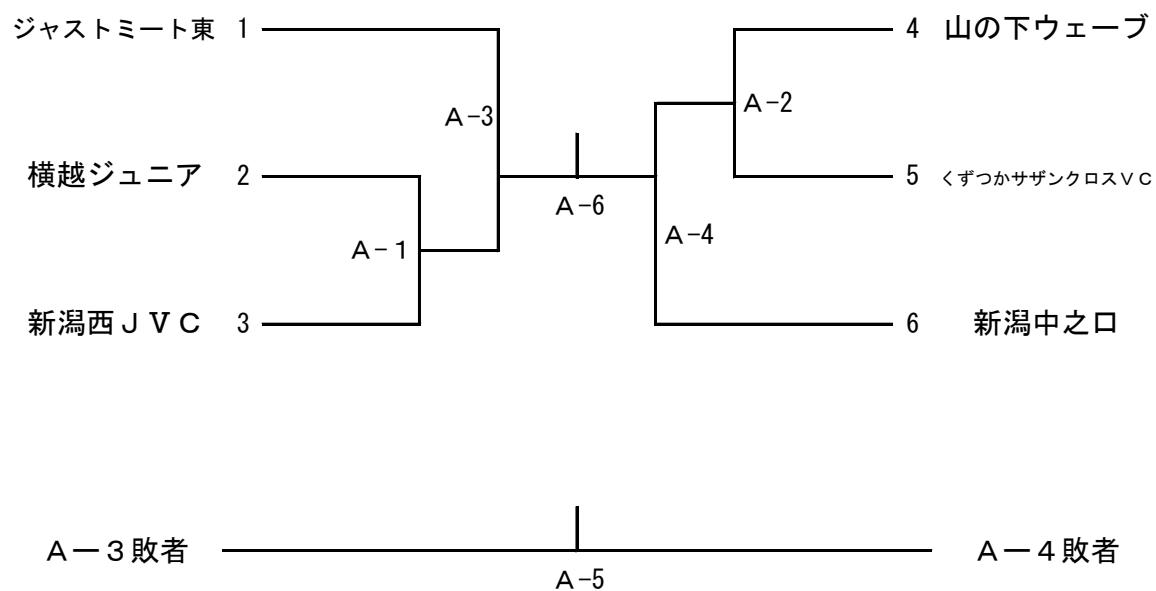 ジャストミート東 1
4 山の下ウェーブ
A-2
A-3
横越ジュニア 2
5 くずつかサザンクロスVC
A-6
A-4
A-1
新潟西JVC 3
6 新潟中之口
A-3敗者
A-4敗者
A-5